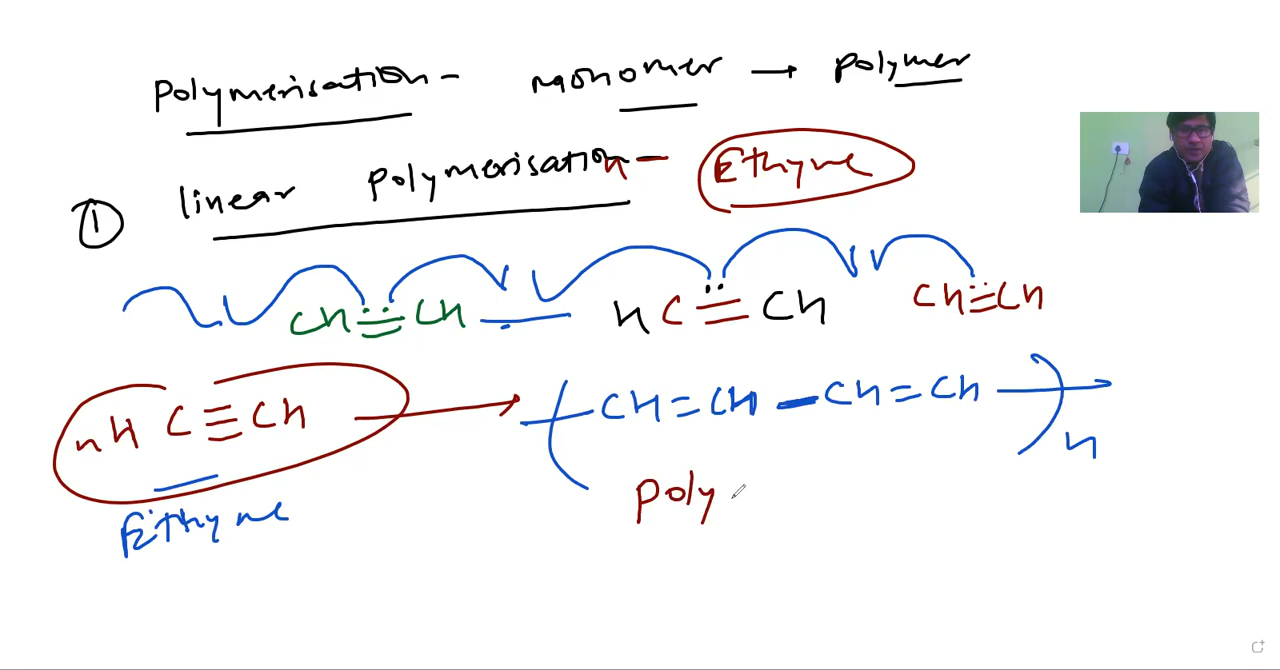 Polymerisation - Monomer → polymer
① linear polymerisation - Ethyne
CH≡CH HC≡CH CH≡CH
nHC≡CH → ( CH=CH - CH=CH )n
Ethyne
Poly